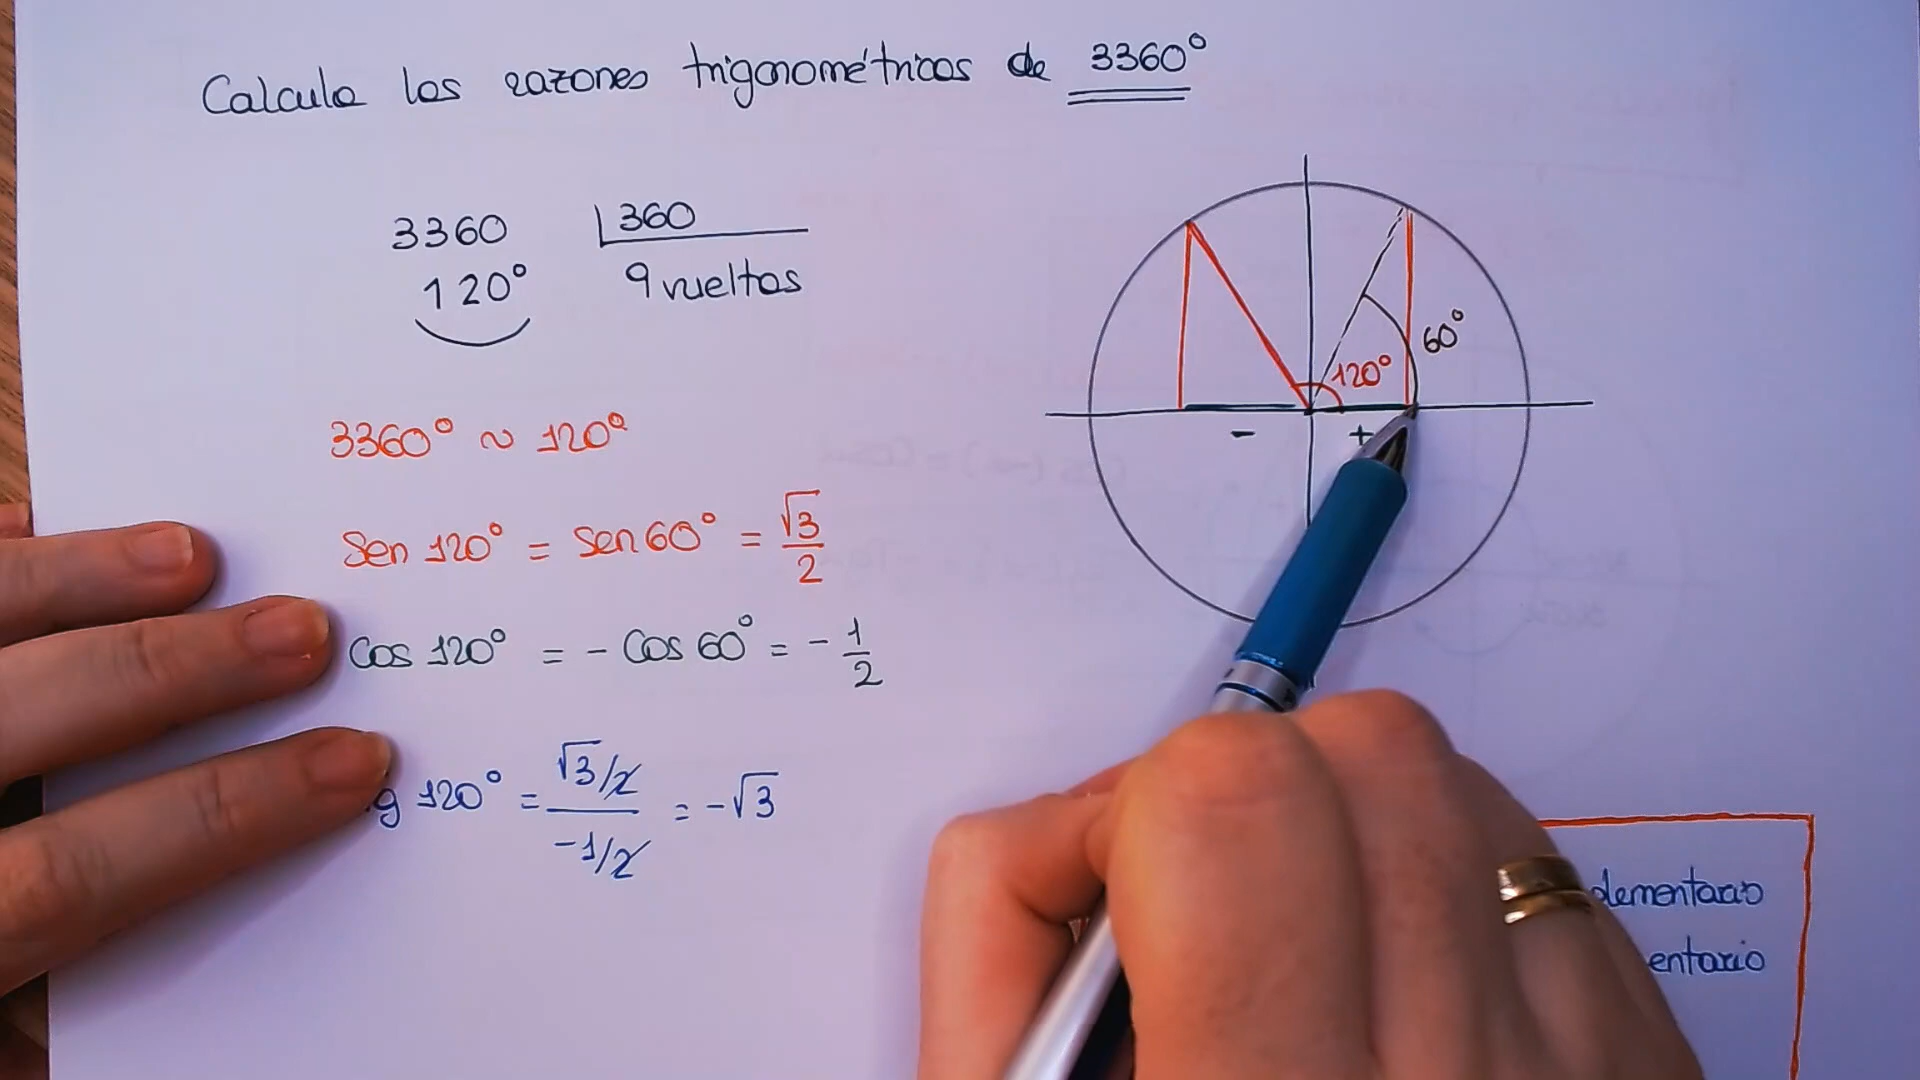 Calcula las razones trigonométricas de 3360°
3360 360
120° 9 vueltas
3360° ~ 120°
Sen 120° = Sen 60° = √3/2
Cos 120° = - Cos 60° = - 1/2
g 120° = √3/2 / -1/2 = - √3
60°
120°
- +